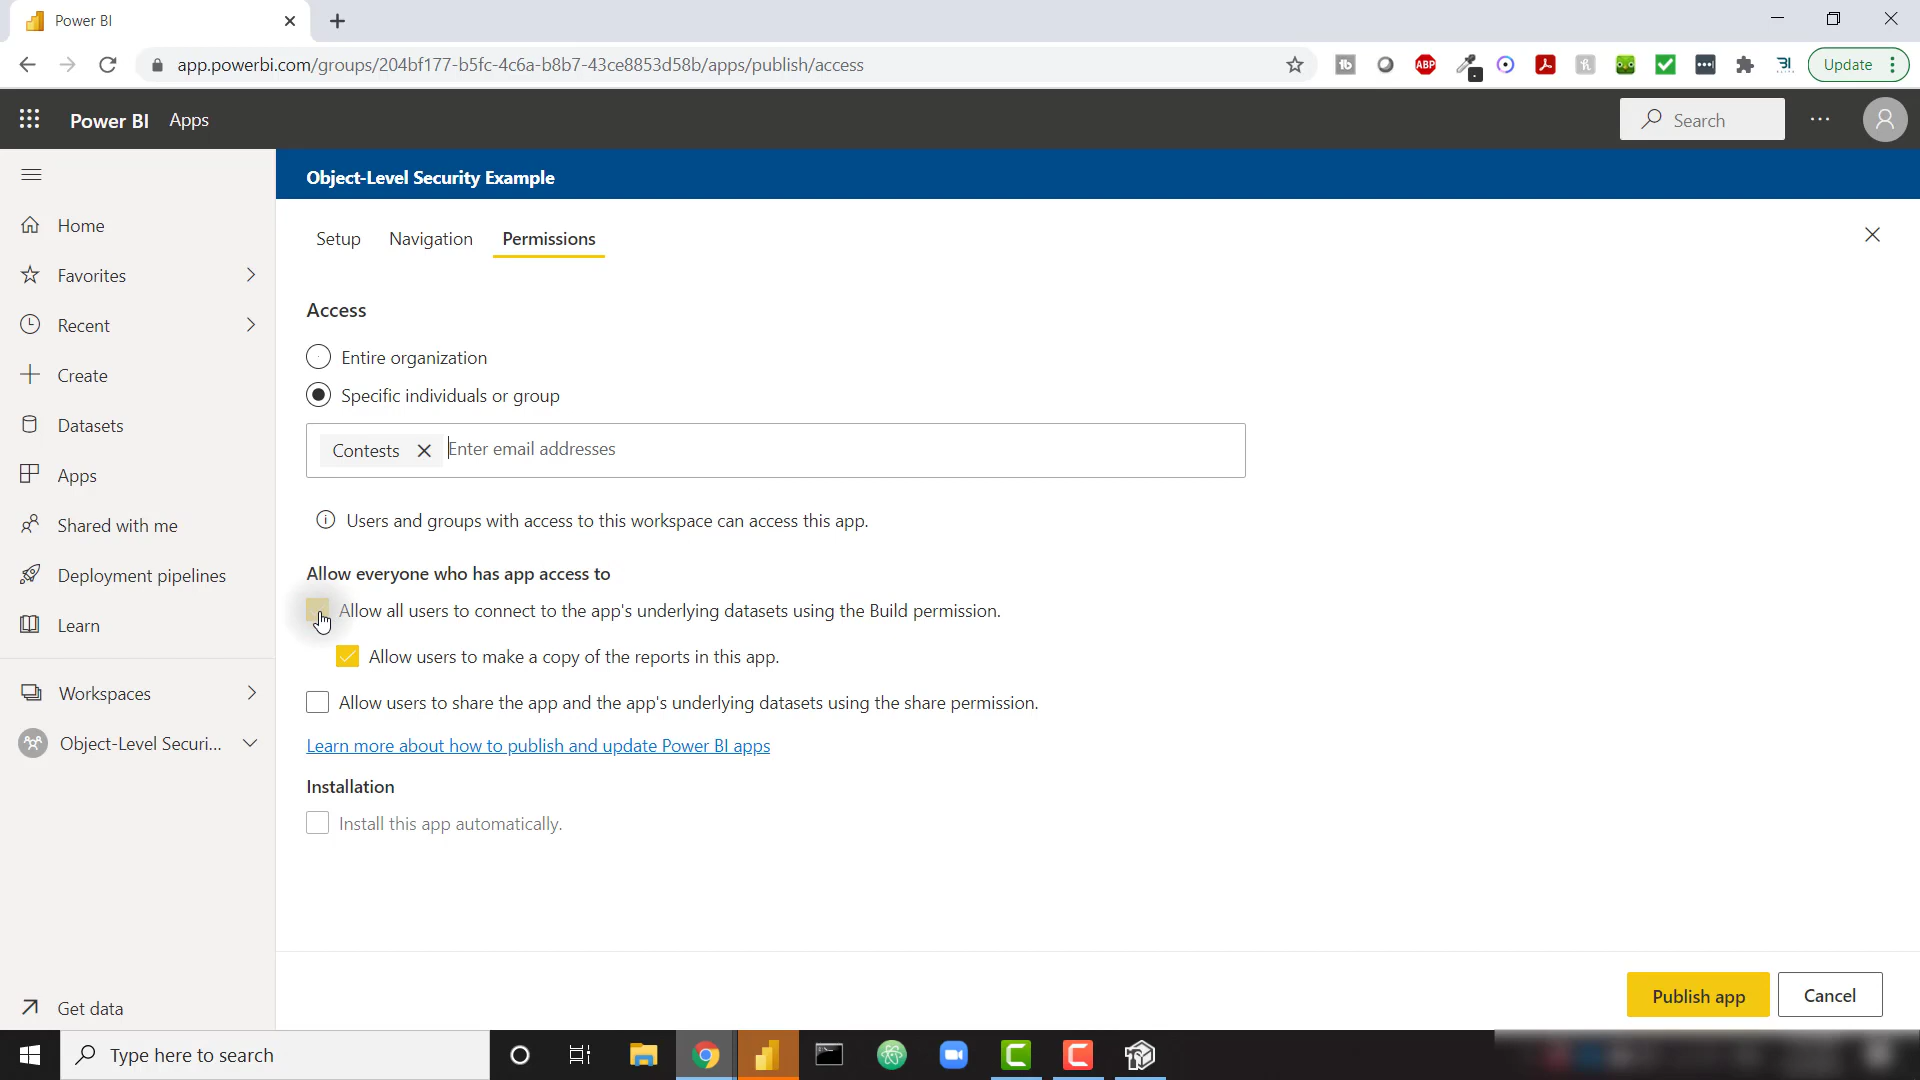 Power BI
app.powerbi.com/groups/204bf177-b5fc-4c6a-b8b7-43ce8853d58b/apps/publish/access
ABP
Update
Power BI Apps
Search
Object-Level Security Example
Home
Favorites
Recent
Create
Datasets
Apps
Shared with me
Deployment pipelines
Learn
Workspaces
Object-Level Securi...
Get data
Setup Navigation Permissions
Access
Entire organization
Specific individuals or group
Contests Enter email addresses
Users and groups with access to this workspace can access this app.
Allow everyone who has app access to
Allow all users to connect to the app's underlying datasets using the Build permission.
Allow users to make a copy of the reports in this app.
Allow users to share the app and the app's underlying datasets using the share permission.
Learn more about how to publish and update Power BI apps
Installation
Install this app automatically.
Publish app Cancel
Type here to search